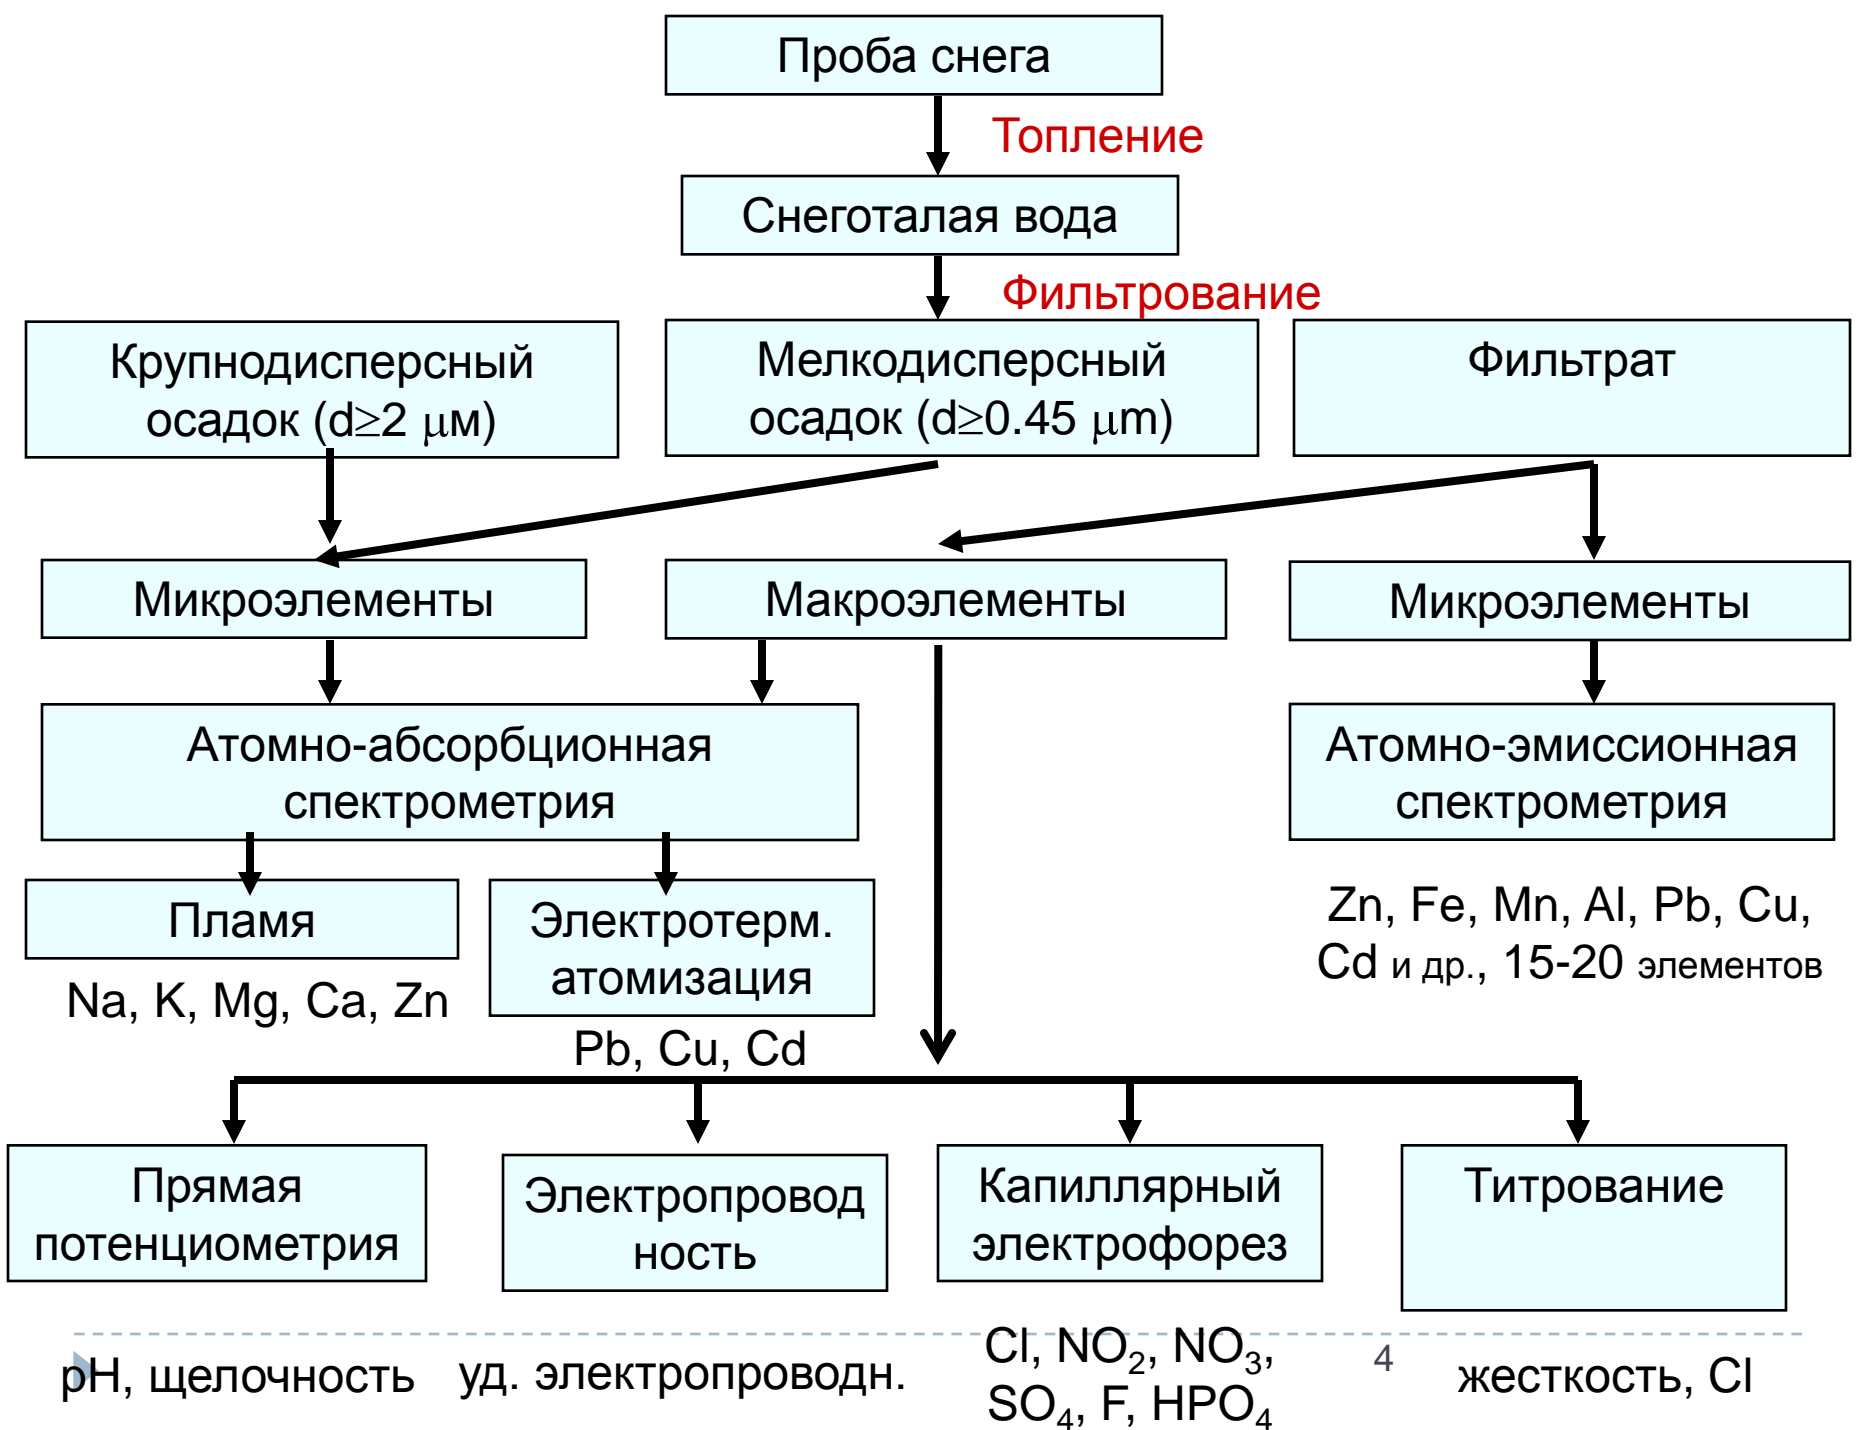 Проба снега
Топление
Снеготалая вода
Фильтрование
Крупнодисперсный
осадок (d≥2 μм)
Мелкодисперсный
осадок (d≥0.45 μm)
Фильтрат
Микроэлементы
Макроэлементы
Микроэлементы
Атомно-абсорбционная
спектрометрия
Атомно-эмиссионная
спектрометрия
Пламя
Электротерм.
атомизация
Zn, Fe, Mn, Al, Pb, Cu,
Cd и др., 15-20 элементов
Na, K, Mg, Ca, Zn
Pb, Cu, Cd
Прямая
потенциометрия
Электропровод
ность
Капиллярный
электрофорез
Титрование
pH, щелочность
уд. электропроводн.
Cl, NO₂, NO₃,
SO₄, F, HPO₄
4
жесткость, Cl